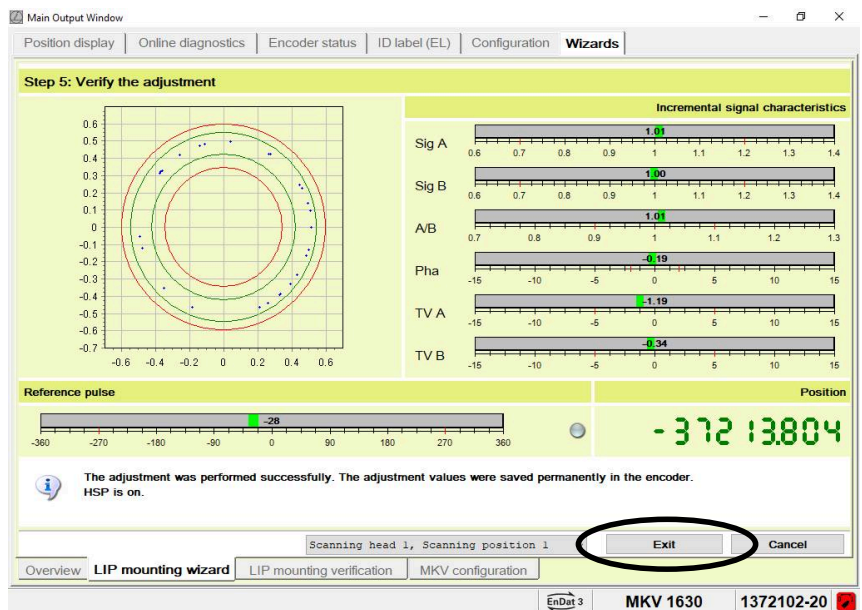 Main Output Window
Position display Online diagnostics Encoder status ID label (EL) Configuration Wizards
Step 5: Verify the adjustment
Incremental signal characteristics
0.6
0.5
0.4
0.3
0.2
0.1
0
-0.1
-0.2
-0.3
-0.4
-0.5
-0.6
-0.7
-0.6 -0.4 -0.2 0 0.2 0.4 0.6
Sig A 1.01
0.6 0.7 0.8 0.9 1 1.1 1.2 1.3 1.4
Sig B 1.00
0.6 0.7 0.8 0.9 1 1.1 1.2 1.3 1.4
A/B 1.01
0.7 0.8 0.9 1 1.1 1.2 1.3
Pha -0.19
-15 -10 -5 0 5 10 15
TV A -1.19
-15 -10 -5 0 5 10 15
TV B -0.34
-15 -10 -5 0 5 10 15
Reference pulse
Position
-28
-360 -270 -180 -90 0 90 180 270 360
-37213.804
The adjustment was performed successfully. The adjustment values were saved permanently in the encoder.
HSP is on.
Scanning head 1, Scanning position 1 Exit Cancel
Overview LIP mounting wizard LIP mounting verification MKV configuration
EnDat 3 MKV 1630 1372102-20